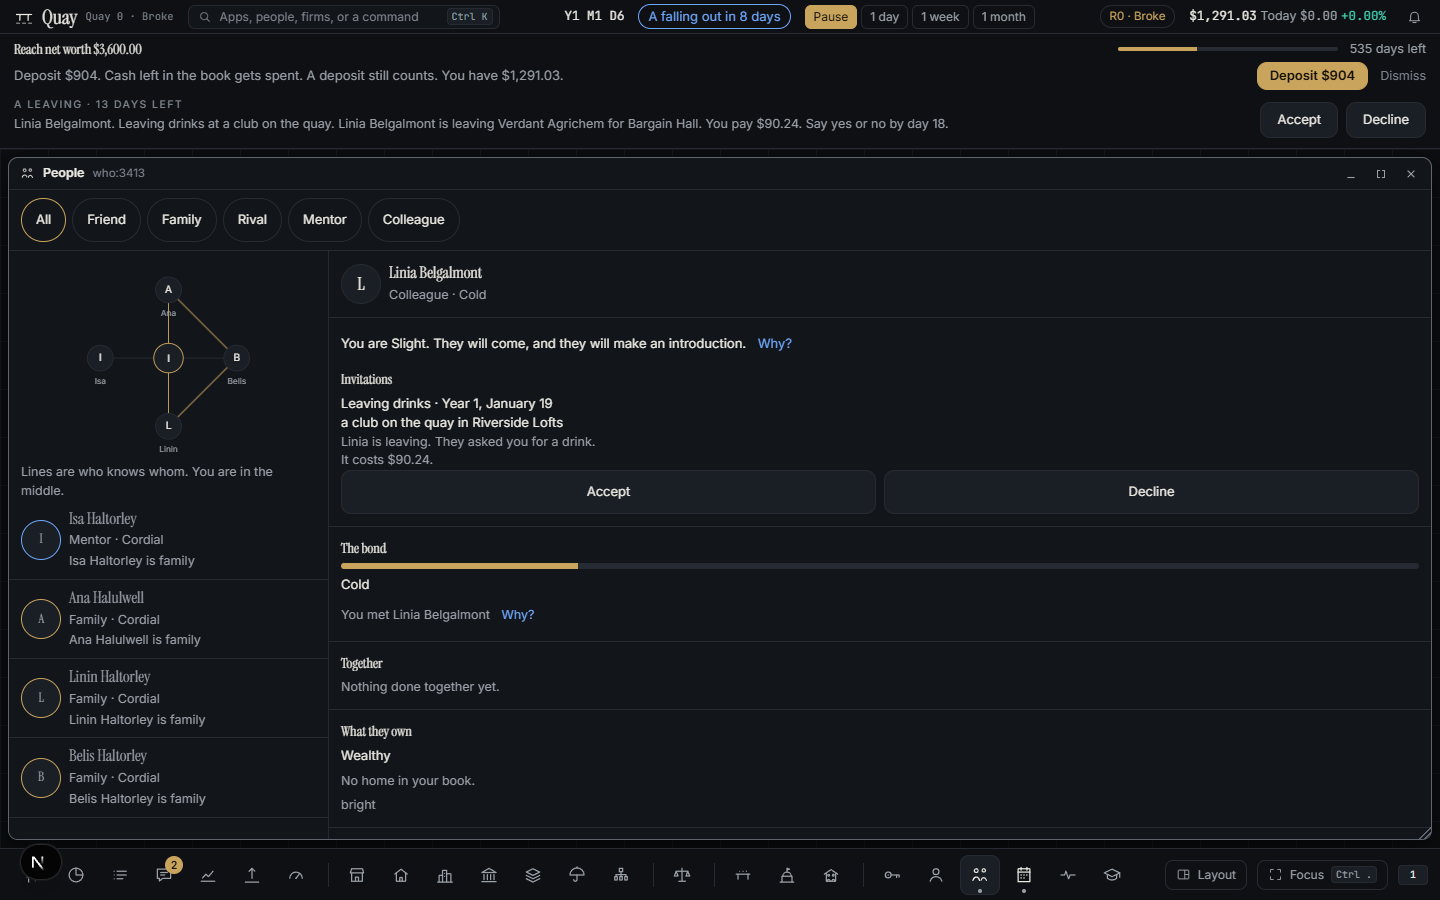 Quay
Quay 0 · Broke
Apps, people, firms, or a command
Ctrl K
Y1 M1 D6
A falling out in 8 days
Pause
1 day
1 week
1 month
R0 · Broke
$1,291.03 Today $0.00 +0.00%
Reach net worth $3,600.00
535 days left
Deposit $904. Cash left in the book gets spent. A deposit still counts. You have $1,291.03.
Deposit $904
Dismiss
A LEAVING · 13 DAYS LEFT
Linia Belgalmont. Leaving drinks at a club on the quay. Linia Belgalmont is leaving Verdant Agrichem for Bargain Hall. You pay $90.24. Say yes or no by day 18.
Accept
Decline
People who:3413
All
Friend
Family
Rival
Mentor
Colleague
A
Ana
I
Isa
I
B
Belis
L
Linin
Lines are who knows whom. You are in the
middle.
I
Isa Haltorley
Mentor · Cordial
Isa Haltorley is family
A
Ana Halulwell
Family · Cordial
Ana Halulwell is family
L
Linin Haltorley
Family · Cordial
Linin Haltorley is family
B
Belis Haltorley
Family · Cordial
Belis Haltorley is family
L
Linia Belgalmont
Colleague · Cold
You are Slight. They will come, and they will make an introduction. Why?
Invitations
Leaving drinks · Year 1, January 19
a club on the quay in Riverside Lofts
Linia is leaving. They asked you for a drink.
It costs $90.24.
Accept
Decline
The bond
Cold
You met Linia Belgalmont Why?
Together
Nothing done together yet.
What they own
Wealthy
No home in your book.
bright
N
2
Layout
Focus Ctrl .
1